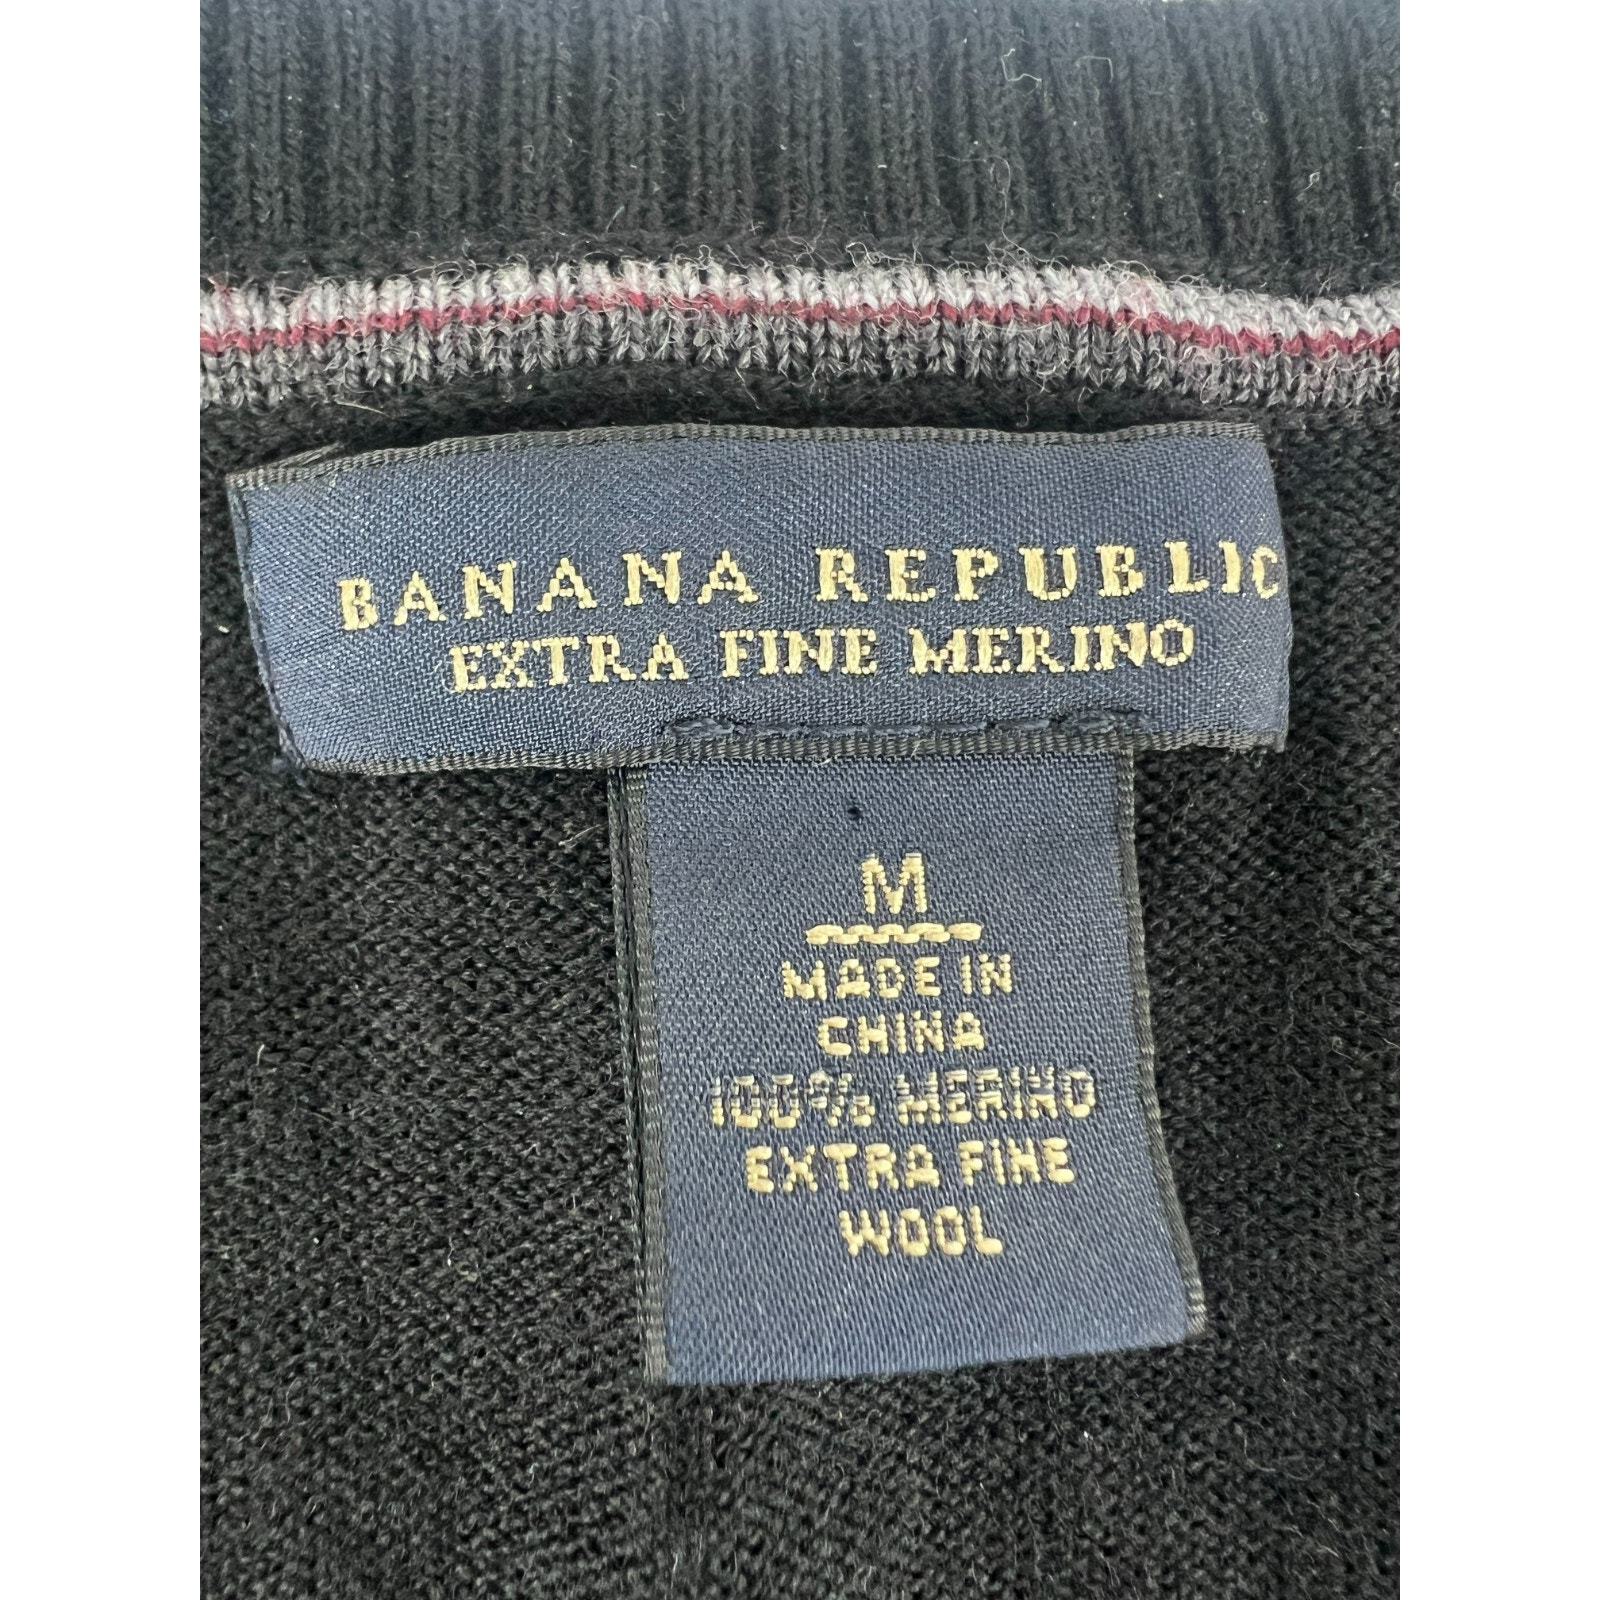 BANANA REPUBLIC
EXTRA FINE MERINO
M
MADE IN
CHINA
100% MERINO
EXTRA FINE
WOOL